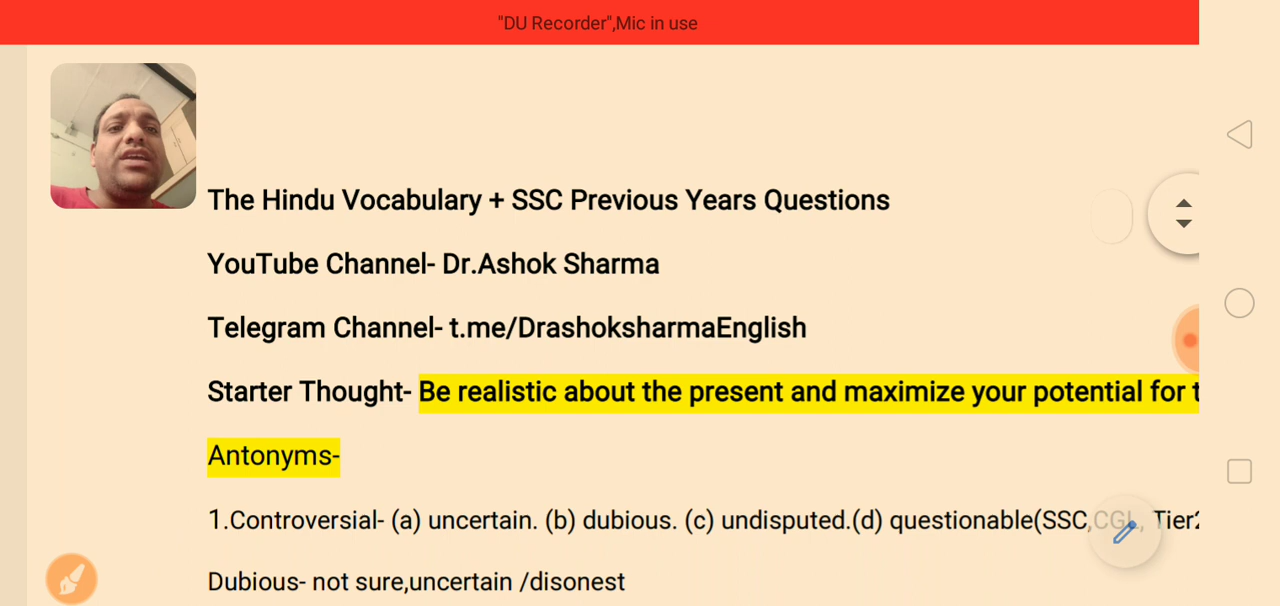 "DU Recorder",Mic in use
The Hindu Vocabulary + SSC Previous Years Questions
YouTube Channel- Dr.Ashok Sharma
Telegram Channel- t.me/DrashoksharmaEnglish
Starter Thought- Be realistic about the present and maximize your potential for t
Antonyms-
1.Controversial- (a) uncertain. (b) dubious. (c) undisputed.(d) questionable(SSC,CGL, Tier2
Dubious- not sure,uncertain /disonest